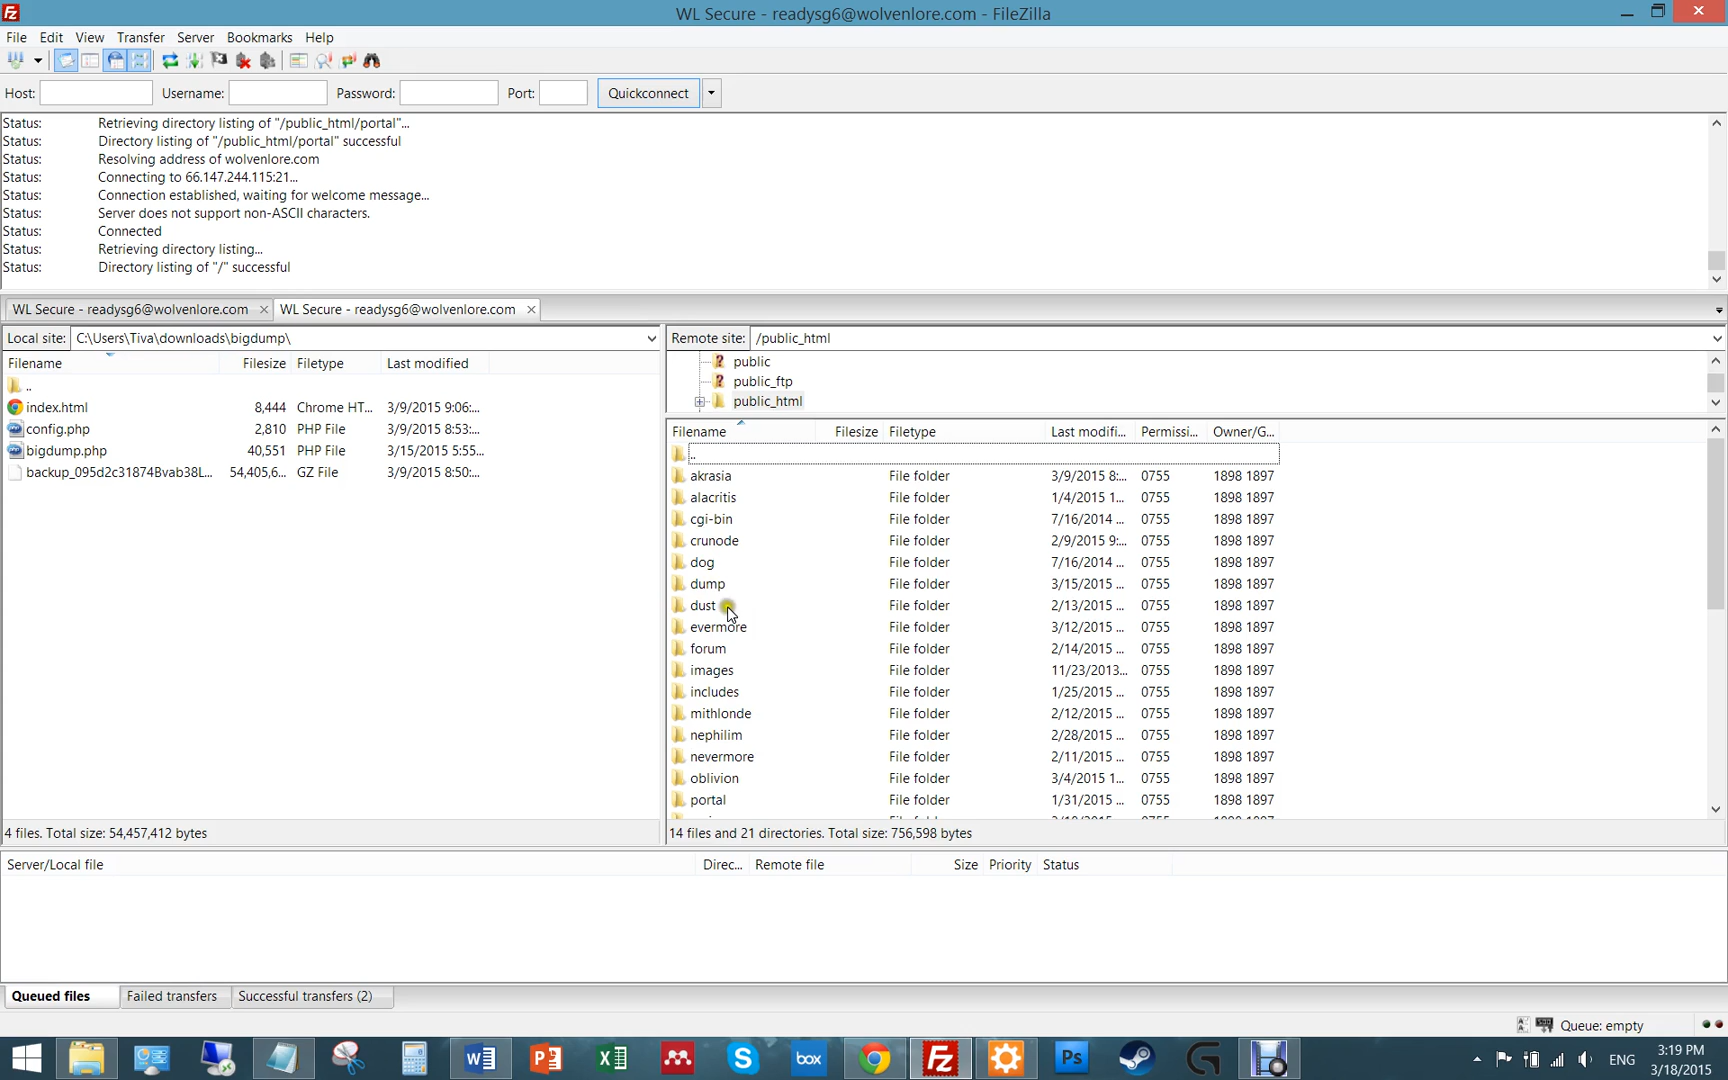 WL Secure - readysg6@wolvenlore.com - FileZilla
File Edit View Transfer Server Bookmarks Help
Host: Username: Password: Port: Quickconnect
Status: Retrieving directory listing of "/public_html/portal"...
Status: Directory listing of "/public_html/portal" successful
Status: Resolving address of wolvenlore.com
Status: Connecting to 66.147.244.115:21...
Status: Connection established, waiting for welcome message...
Status: Server does not support non-ASCII characters.
Status: Connected
Status: Retrieving directory listing...
Status: Directory listing of "/" successful
WL Secure - readysg6@wolvenlore.com WL Secure - readysg6@wolvenlore.com
Local site: C:\Users\Tiva\downloads\bigdump\
Filename Filesize Filetype Last modified
..
index.html 8,444 Chrome HT... 3/9/2015 9:06:...
config.php 2,810 PHP File 3/9/2015 8:53:...
bigdump.php 40,551 PHP File 3/15/2015 5:55...
backup_095d2c31874Bvab38L... 54,405,6... GZ File 3/9/2015 8:50:...
4 files. Total size: 54,457,412 bytes
Remote site: /public_html
public
public_ftp
public_html
Filename Filesize Filetype Last modifi... Permissi... Owner/G...
..
akrasia File folder 3/9/2015 8:... 0755 1898 1897
alacritis File folder 1/4/2015 1... 0755 1898 1897
cgi-bin File folder 7/16/2014 ... 0755 1898 1897
crunode File folder 2/9/2015 9:... 0755 1898 1897
dog File folder 7/16/2014 ... 0755 1898 1897
dump File folder 3/15/2015 ... 0755 1898 1897
dust File folder 2/13/2015 ... 0755 1898 1897
evermore File folder 3/12/2015 ... 0755 1898 1897
forum File folder 2/14/2015 ... 0755 1898 1897
images File folder 11/23/2013... 0755 1898 1897
includes File folder 1/25/2015 ... 0755 1898 1897
mithlonde File folder 2/12/2015 ... 0755 1898 1897
nephilim File folder 2/28/2015 ... 0755 1898 1897
nevermore File folder 2/11/2015 ... 0755 1898 1897
oblivion File folder 3/4/2015 1... 0755 1898 1897
portal File folder 1/31/2015 ... 0755 1898 1897
14 files and 21 directories. Total size: 756,598 bytes
Server/Local file Direc... Remote file Size Priority Status
Queued files Failed transfers Successful transfers (2)
Queue: empty
box Ps
ENG
3:19 PM
3/18/2015